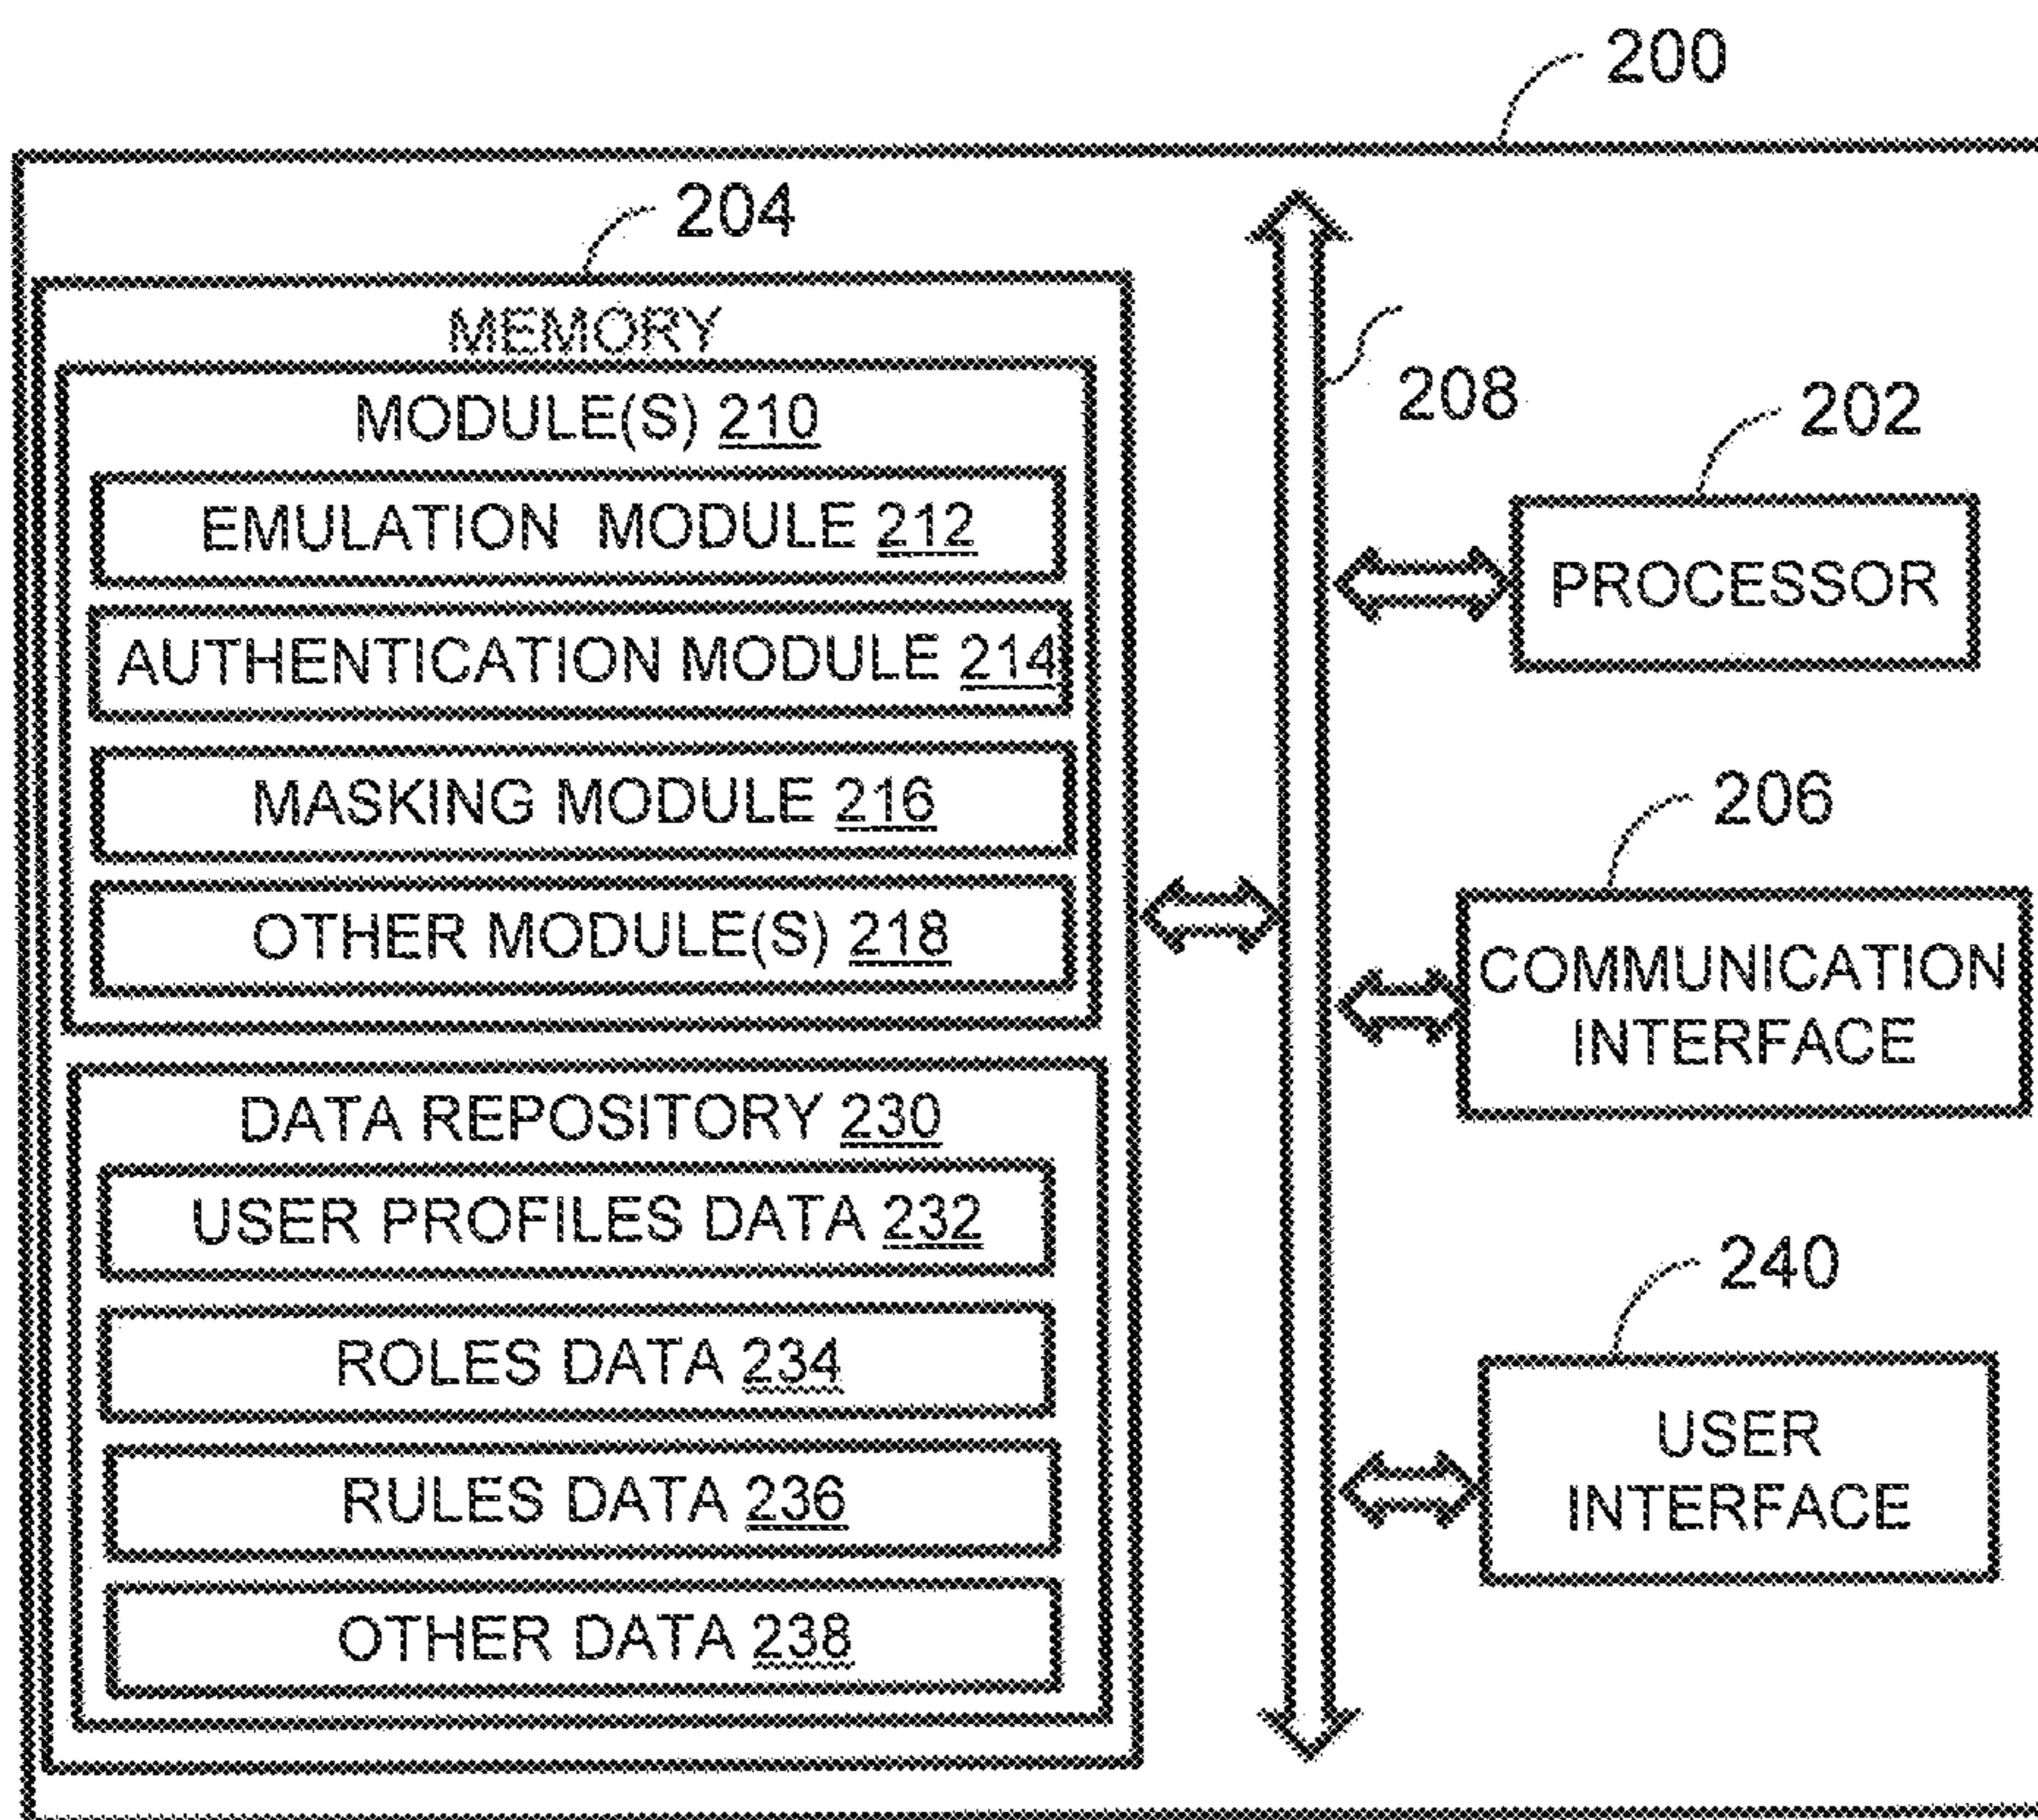 200
204
MEMORY
MODULE(S) 210
EMULATION MODULE 212
AUTHENTICATION MODULE 214
MASKING MODULE 216
OTHER MODULE(S) 218
DATA REPOSITORY 230
USER PROFILES DATA 232
ROLES DATA 234
RULES DATA 236
OTHER DATA 238
208
202
PROCESSOR
206
COMMUNICATION
INTERFACE
240
USER
INTERFACE